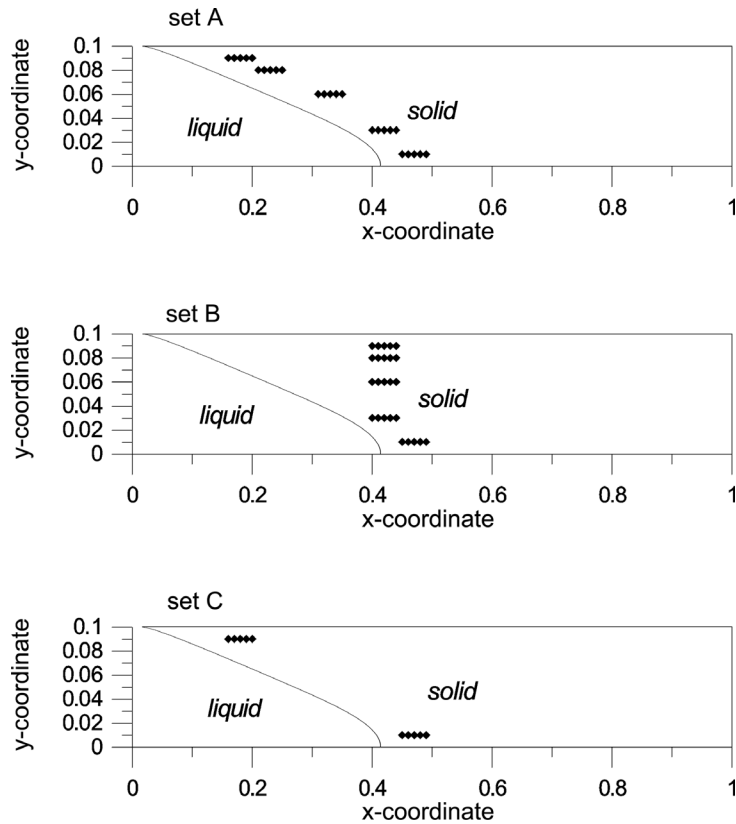 set A
y-coordinate
0.1
0.08
0.06
0.04
0.02
0
liquid
solid
0 0.2 0.4 0.6 0.8 1
x-coordinate
set B
y-coordinate
0.1
0.08
0.06
0.04
0.02
0
liquid
solid
0 0.2 0.4 0.6 0.8 1
x-coordinate
set C
y-coordinate
0.1
0.08
0.06
0.04
0.02
0
liquid
solid
0 0.2 0.4 0.6 0.8 1
x-coordinate